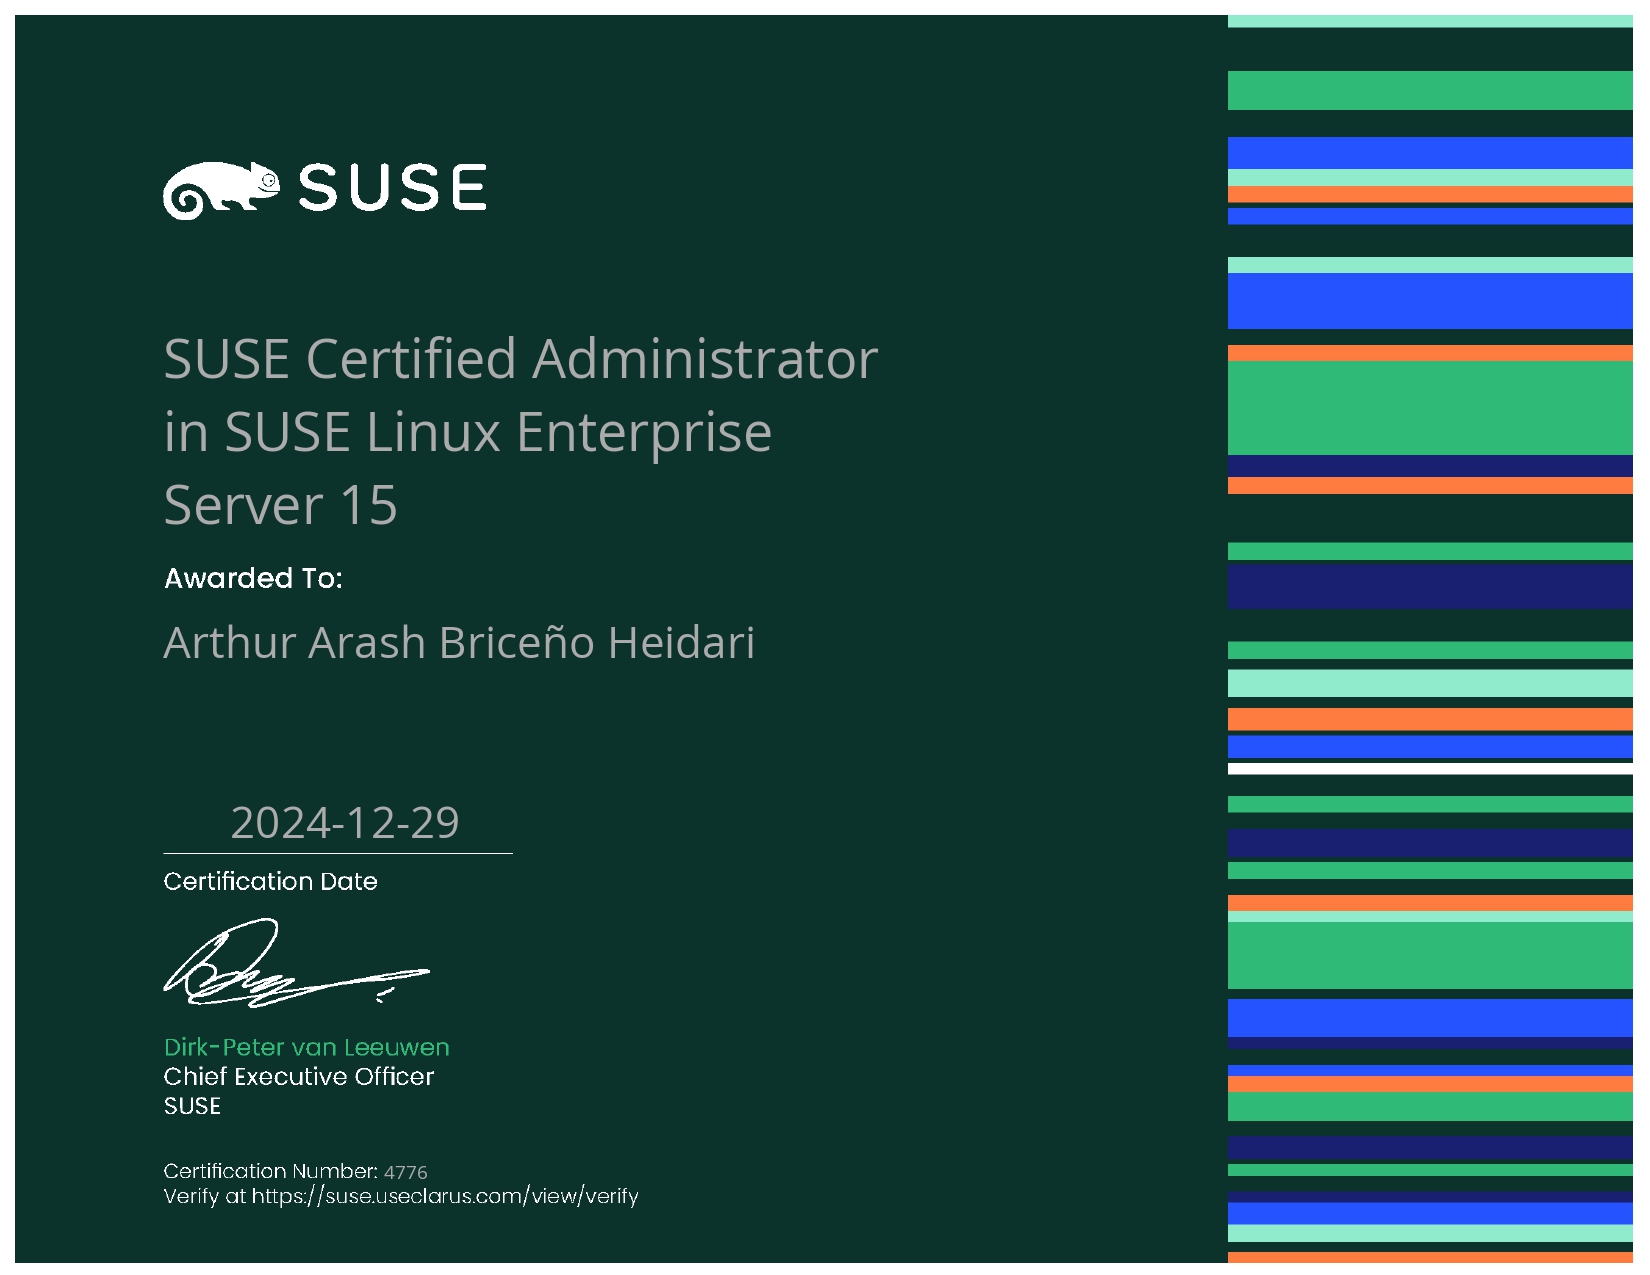 SUSE
SUSE Certified Administrator
in SUSE Linux Enterprise
Server 15
Awarded To:
Arthur Arash Briceño Heidari
2024-12-29
Certification Date
Dirk-Peter van Leeuwen
Chief Executive Officer
SUSE
Certification Number: 4776
Verify at https://suse.useclarus.com/view/verify